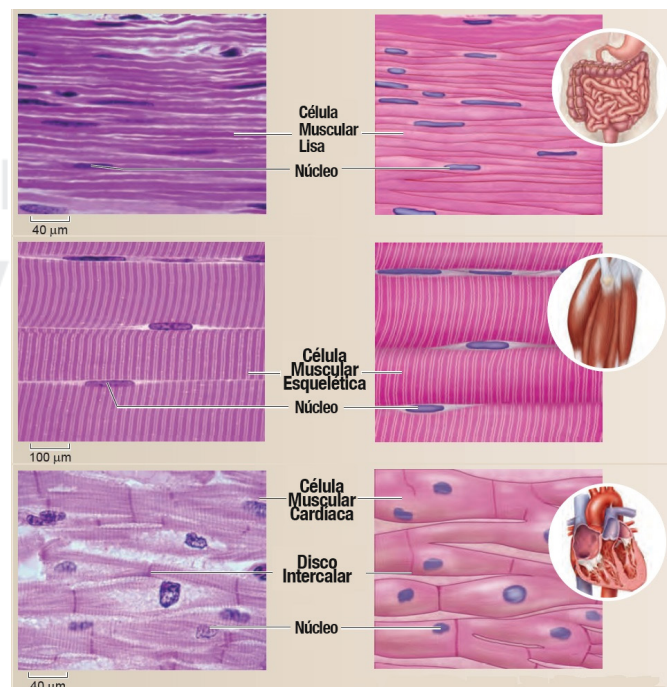 Célula
Muscular
Lisa
Núcleo
40 µm
Célula
Muscular
Esquelética
Núcleo
100 µm
Célula
Muscular
Cardíaca
Disco
Intercalar
Núcleo
40 µm